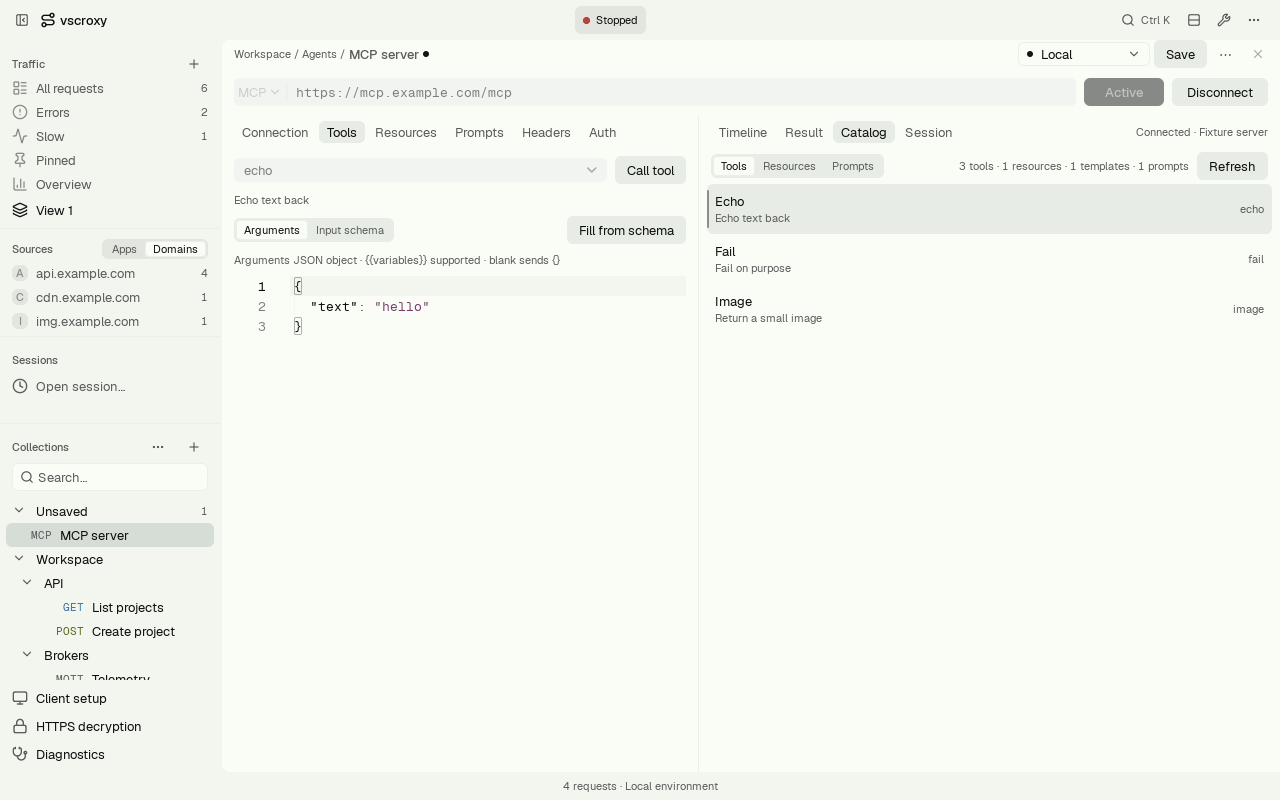 vscroxy
Stopped
Ctrl K
Traffic
All requests 6
Errors 2
Slow 1
Pinned
Overview
View 1
Sources Apps Domains
A api.example.com 4
C cdn.example.com 1
I img.example.com 1
Sessions
Open session...
Collections
Search...
Unsaved 1
MCP MCP server
Workspace
API
GET List projects
POST Create project
Brokers
MQTT Telemetry
Client setup
HTTPS decryption
Diagnostics
Workspace / Agents / MCP server
Local
Save
MCP https://mcp.example.com/mcp
Active
Disconnect
Connection Tools Resources Prompts Headers Auth
echo
Call tool
Echo text back
Arguments Input schema
Fill from schema
Arguments JSON object · {{variables}} supported · blank sends {}
1 {
2 "text": "hello"
3 }
Timeline Result Catalog Session
Connected · Fixture server
Tools Resources Prompts
3 tools · 1 resources · 1 templates · 1 prompts
Refresh
Echo
Echo text back
echo
Fail
Fail on purpose
fail
Image
Return a small image
image
4 requests · Local environment